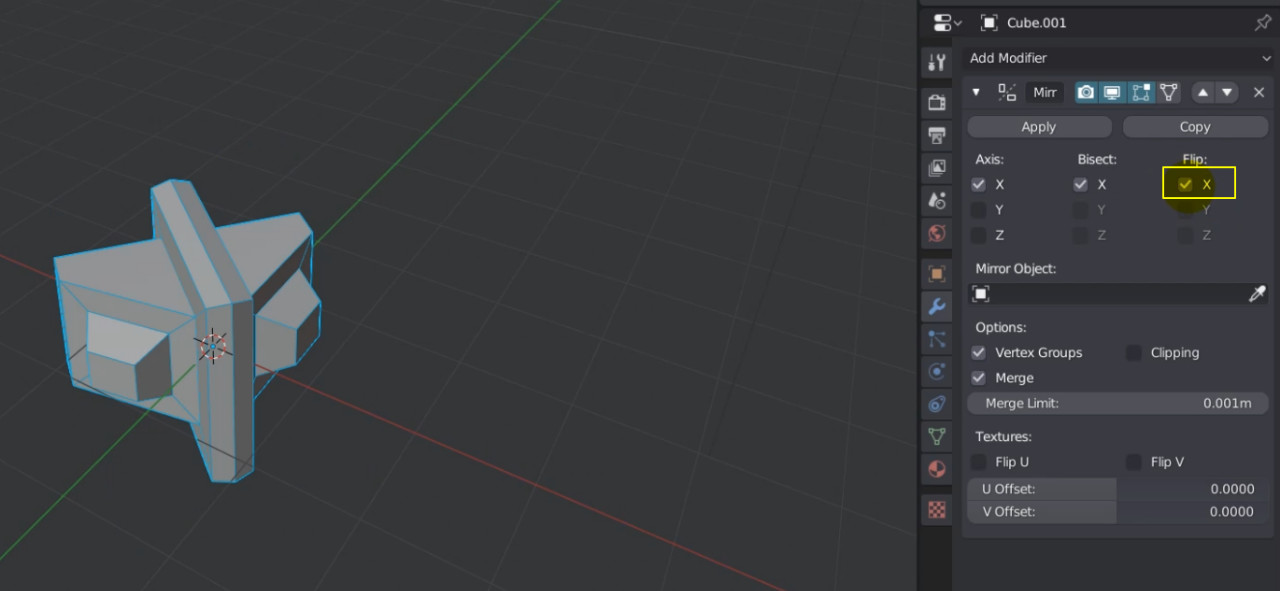 Cube.001
Add Modifier
Mirr
Apply Copy
Axis: Bisect: Flip:
X X X
Y Y Y
Z Z Z
Mirror Object:
Options:
Vertex Groups Clipping
Merge
Merge Limit: 0.001m
Textures:
Flip U Flip V
U Offset: 0.0000
V Offset: 0.0000